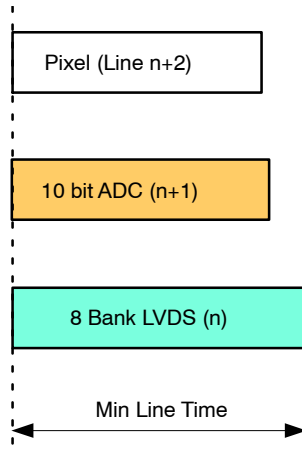 Pixel (Line n+2)
10 bit ADC (n+1)
8 Bank LVDS (n)
Min Line Time